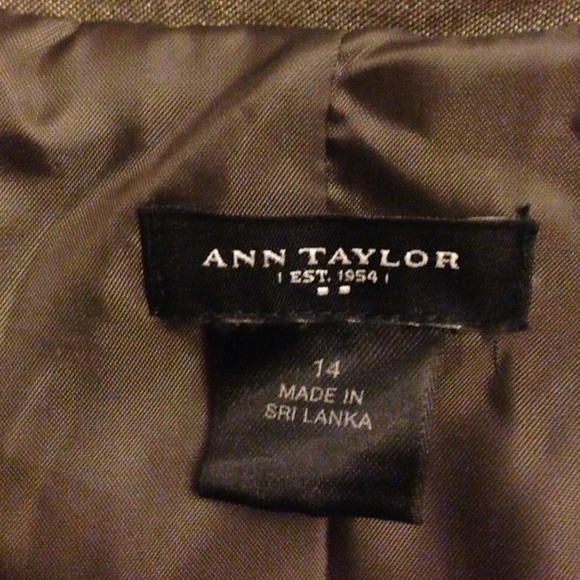 ANN TAYLOR
EST. 1954
14
MADE IN
SRI LANKA